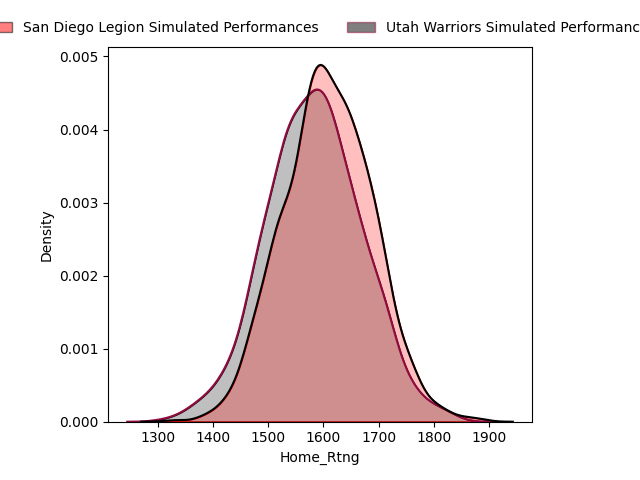 San Diego Legion Simulated Performances Utah Warriors Simulated Performanc
0.005
0.004
0.003
0.002
0.001
0.000
Density
1300 1400 1500 1600 1700 1800 1900
Home_Rtng